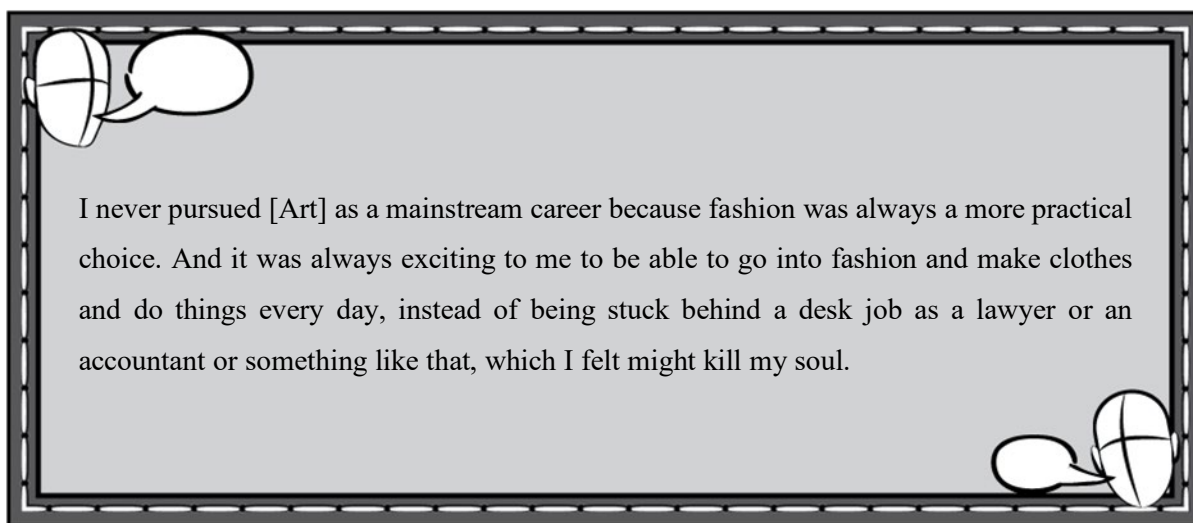 I never pursued [Art] as a mainstream career because fashion was always a more practical
choice. And it was always exciting to me to be able to go into fashion and make clothes
and do things every day, instead of being stuck behind a desk job as a lawyer or an
accountant or something like that, which I felt might kill my soul.